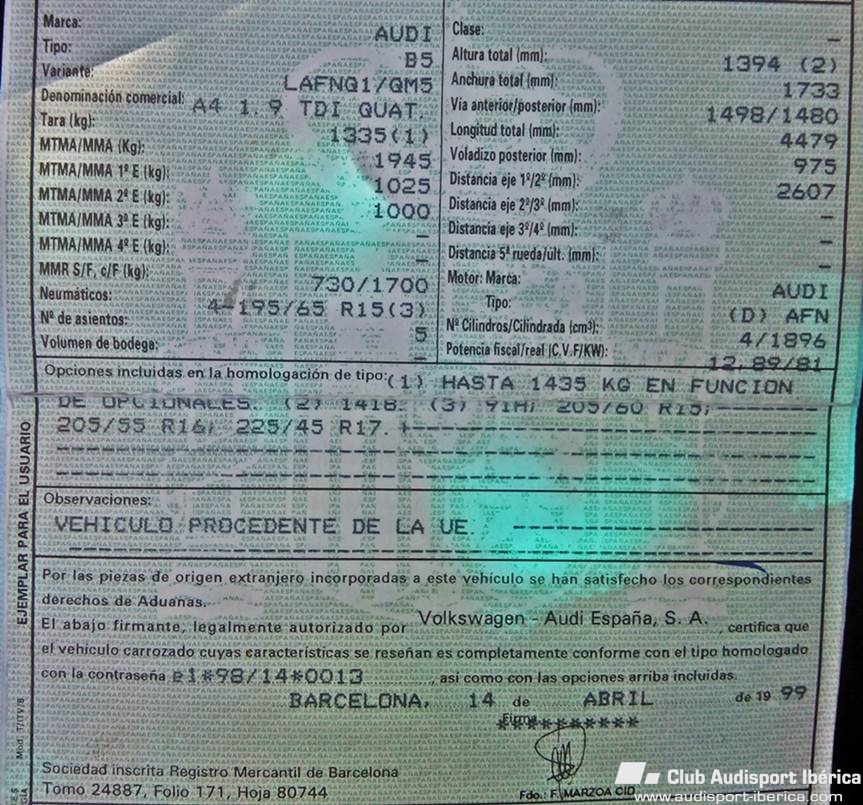 Marca: AUDI
Tipo: B5
Variante: LAFNQ1/QM5
Denominación comercial: A4 1.9 TDI QUAT.
Tara (kg): 1335(1)
MTMA/MMA (Kg): 1945
MTMA/MMA 1º E (kg): 1025
MTMA/MMA 2º E (kg): 1000
MTMA/MMA 3º E (kg): –
MTMA/MMA 4º E (kg): –
MMR S/F, c/F (kg): 730/1700
Neumáticos: 4-195/65 R15(3)
Nº de asientos: 5
Volumen de bodega: –
Clase: –
Altura total (mm): 1394 (2)
Anchura total (mm): 1733
Vía anterior/posterior (mm): 1498/1480
Longitud total (mm): 4479
Voladizo posterior (mm): 975
Distancia eje 1º/2º (mm): 2607
Distancia eje 2º/3º (mm): –
Distancia eje 3º/4º (mm): –
Distancia 5ª rueda/últ. (mm): –
Motor: Marca: AUDI
Tipo: (D) AFN
Nº Cilindros/Cilindrada (cm³): 4/1896
Potencia fiscal/real (C.V.F/KW): 12,89/81
Opciones incluidas en la homologación de tipo: (1) HASTA 1435 KG EN FUNCION
DE OPCIONALES. (2) 1418. (3) 91H; 205/60 R15;
205/55 R16; 225/45 R17.
Observaciones:
VEHICULO PROCEDENTE DE LA UE.
Por las piezas de origen extranjero incorporadas a este vehículo se han satisfecho los correspondientes
derechos de Aduanas.
El abajo firmante, legalmente autorizado por Volkswagen - Audi España, S. A. , certifica que
el vehículo carrozado cuyas características se reseñan es completamente conforme con el tipo homologado
con la contraseña e1*98/14*0013 , así como con las opciones arriba incluidas.
BARCELONA, 14 de ABRIL de 19 99
Firma
Sociedad inscrita Registro Mercantil de Barcelona
Tomo 24887, Folio 171, Hoja 80744
Fdo.: F. MARZOA CID
EJEMPLAR PARA EL USUARIO
Mod. T/ITV/B
Club Audisport Ibérica
www.audisport-iberica.com